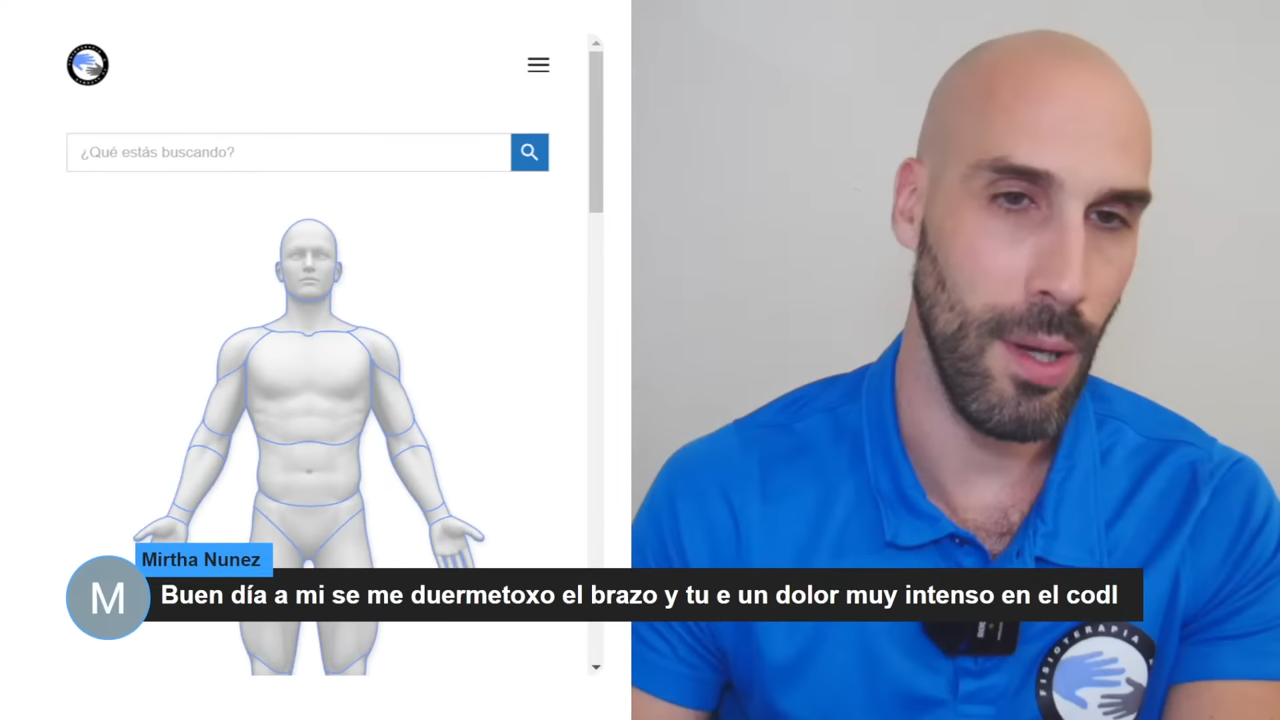 ¿Qué estás buscando?
Mirtha Nunez
M
Buen día a mi se me duermetoxo el brazo y tu e un dolor muy intenso en el codl
FISIOTERAPIA